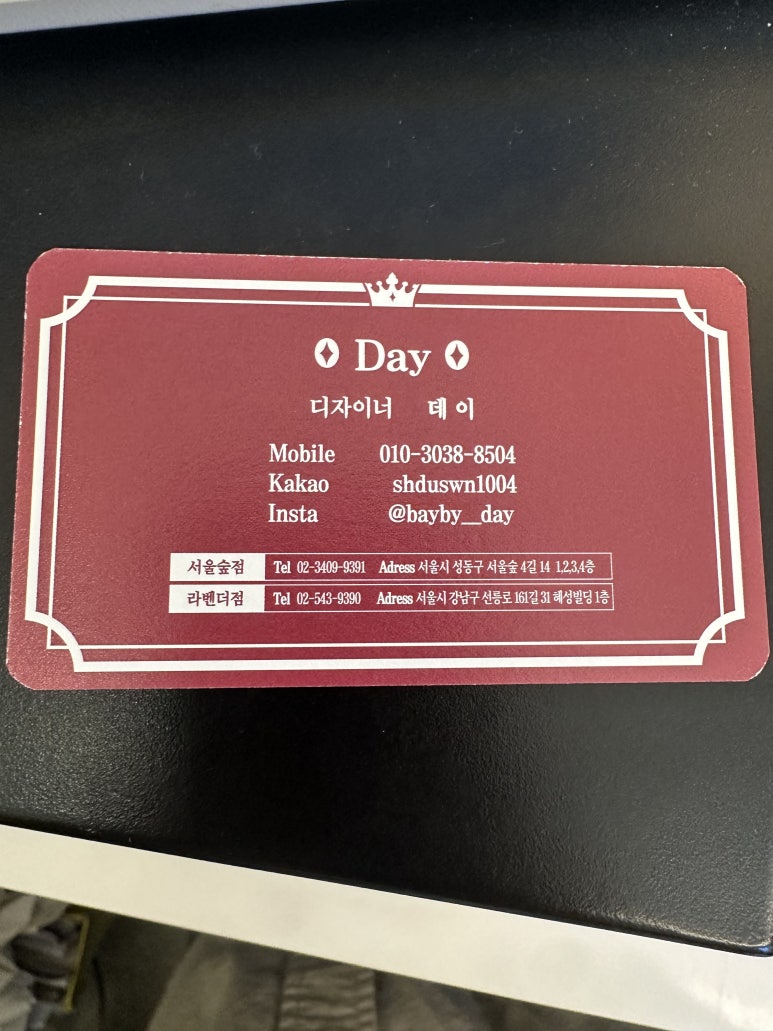 Day
디자이너 데이
Mobile 010-3038-8504
Kakao shduswn1004
Insta @bayby__day
서울숲점 Tel 02-3409-9391 Adress 서울시 성동구 서울숲 4길 14 1,2,3,4층
라벤더점 Tel 02-543-9390 Adress 서울시 강남구 선릉로 161길 31 혜성빌딩 1층